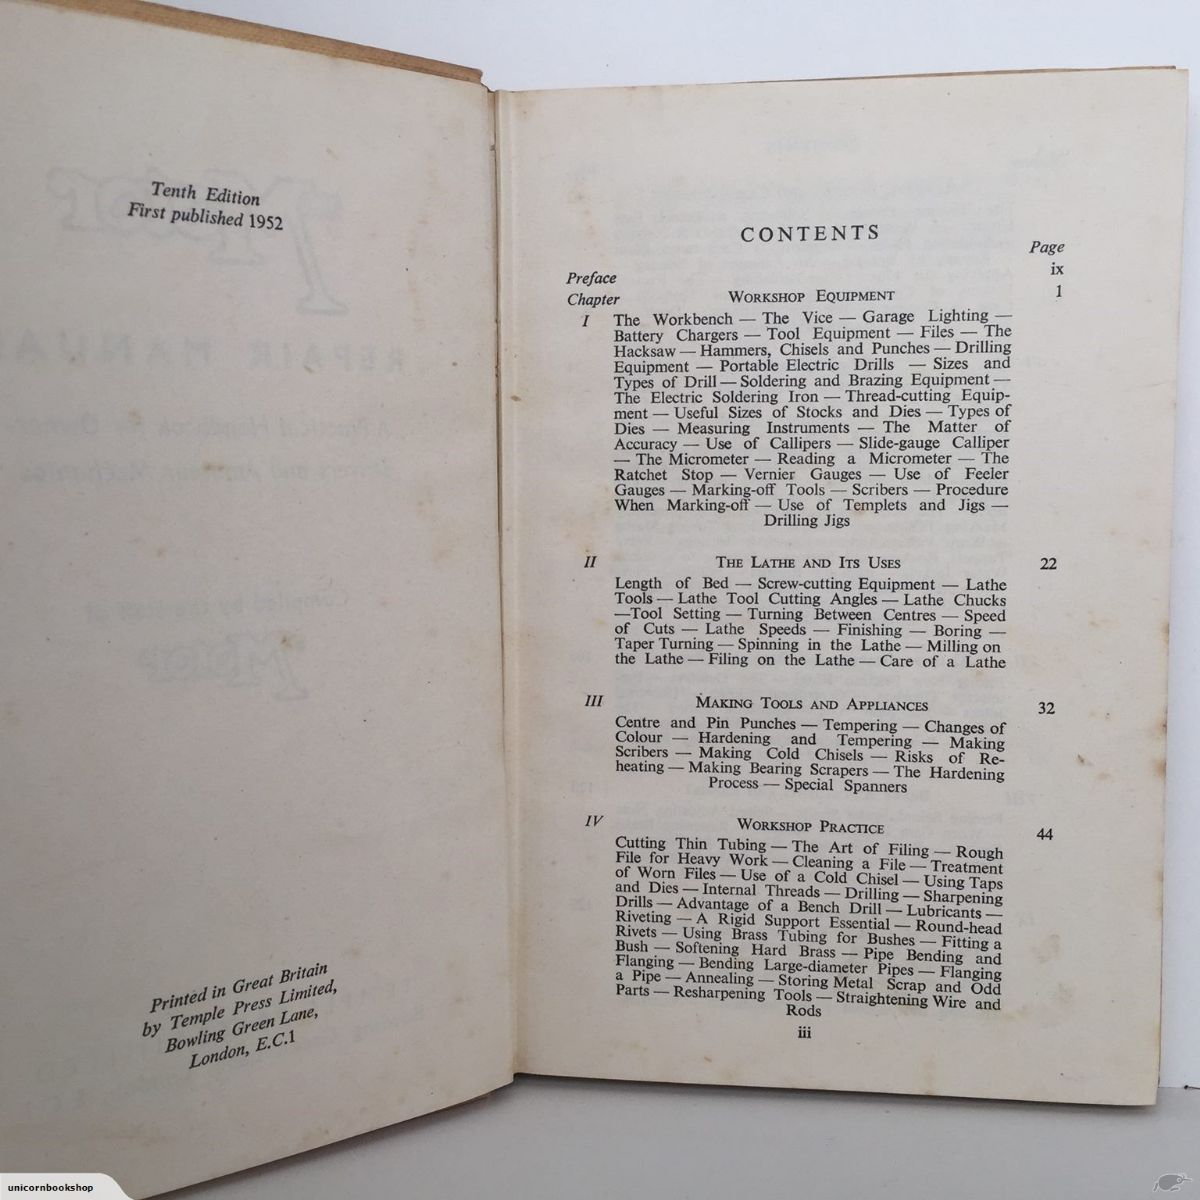 Tenth Edition
First published 1952
Printed in Great Britain
by Temple Press Limited,
Bowling Green Lane,
London, E.C.1
CONTENTS
Page
Preface ix
Chapter WORKSHOP EQUIPMENT 1
I The Workbench — The Vice — Garage Lighting —
Battery Chargers — Tool Equipment — Files — The
Hacksaw — Hammers, Chisels and Punches — Drilling
Equipment — Portable Electric Drills — Sizes and
Types of Drill — Soldering and Brazing Equipment —
The Electric Soldering Iron — Thread-cutting Equip-
ment — Useful Sizes of Stocks and Dies — Types of
Dies — Measuring Instruments — The Matter of
Accuracy — Use of Callipers — Slide-gauge Calliper
— The Micrometer — Reading a Micrometer — The
Ratchet Stop — Vernier Gauges — Use of Feeler
Gauges — Marking-off Tools — Scribers — Procedure
When Marking-off — Use of Templets and Jigs —
Drilling Jigs
II THE LATHE AND ITS USES 22
Length of Bed — Screw-cutting Equipment — Lathe
Tools — Lathe Tool Cutting Angles — Lathe Chucks
—Tool Setting — Turning Between Centres — Speed
of Cuts — Lathe Speeds — Finishing — Boring —
Taper Turning — Spinning in the Lathe — Milling on
the Lathe — Filing on the Lathe — Care of a Lathe
III MAKING TOOLS AND APPLIANCES 32
Centre and Pin Punches — Tempering — Changes of
Colour — Hardening and Tempering — Making
Scribers — Making Cold Chisels — Risks of Re-
heating — Making Bearing Scrapers — The Hardening
Process — Special Spanners
IV WORKSHOP PRACTICE 44
Cutting Thin Tubing — The Art of Filing — Rough
File for Heavy Work — Cleaning a File — Treatment
of Worn Files — Use of a Cold Chisel — Using Taps
and Dies — Internal Threads — Drilling — Sharpening
Drills — Advantage of a Bench Drill — Lubricants —
Riveting — A Rigid Support Essential — Round-head
Rivets — Using Brass Tubing for Bushes — Fitting a
Bush — Softening Hard Brass — Pipe Bending and
Flanging — Bending Large-diameter Pipes — Flanging
a Pipe — Annealing — Storing Metal Scrap and Odd
Parts — Resharpening Tools — Straightening Wire and
Rods
iii
unicornbookshop